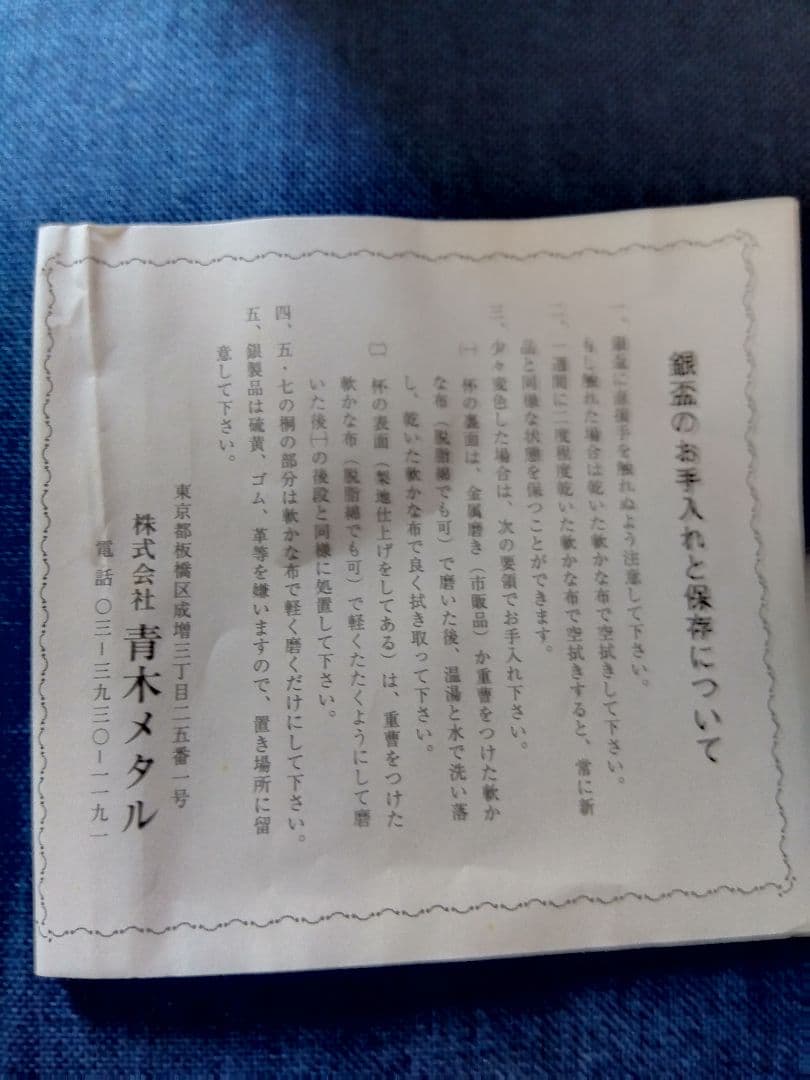 銀盃のお手入れと保存について
一、銀盃に直接手を触れぬよう注意して下さい。
もし触れた場合は乾いた軟かな布で空拭きして下さい。
二、一週間に二度程度乾いた軟かな布で空拭きすると、常に新
品と同様な状態を保つことができます。
三、少々変色した場合は、次の要領でお手入れ下さい。
㈠ 杯の裏面は、金属磨き（市販品）か重曹をつけた軟か
な布（脱脂綿でも可）で磨いた後、温湯と水で洗い落
し、乾いた軟かな布で良く拭き取って下さい。
㈡ 杯の表面（梨地仕上げをしてある）は、重曹をつけた
軟かな布（脱脂綿でも可）で軽くたたくようにして磨
いた後㈠の後段と同様に処置して下さい。
四、五・七の桐の部分は軟かな布で軽く磨くだけにして下さい。
五、銀製品は硫黄、ゴム、革等を嫌いますので、置き場所に留
意して下さい。
東京都板橋区成増三丁目二五番一号
株式会社 青木メタル
電話 〇三−三九三〇−一一九一